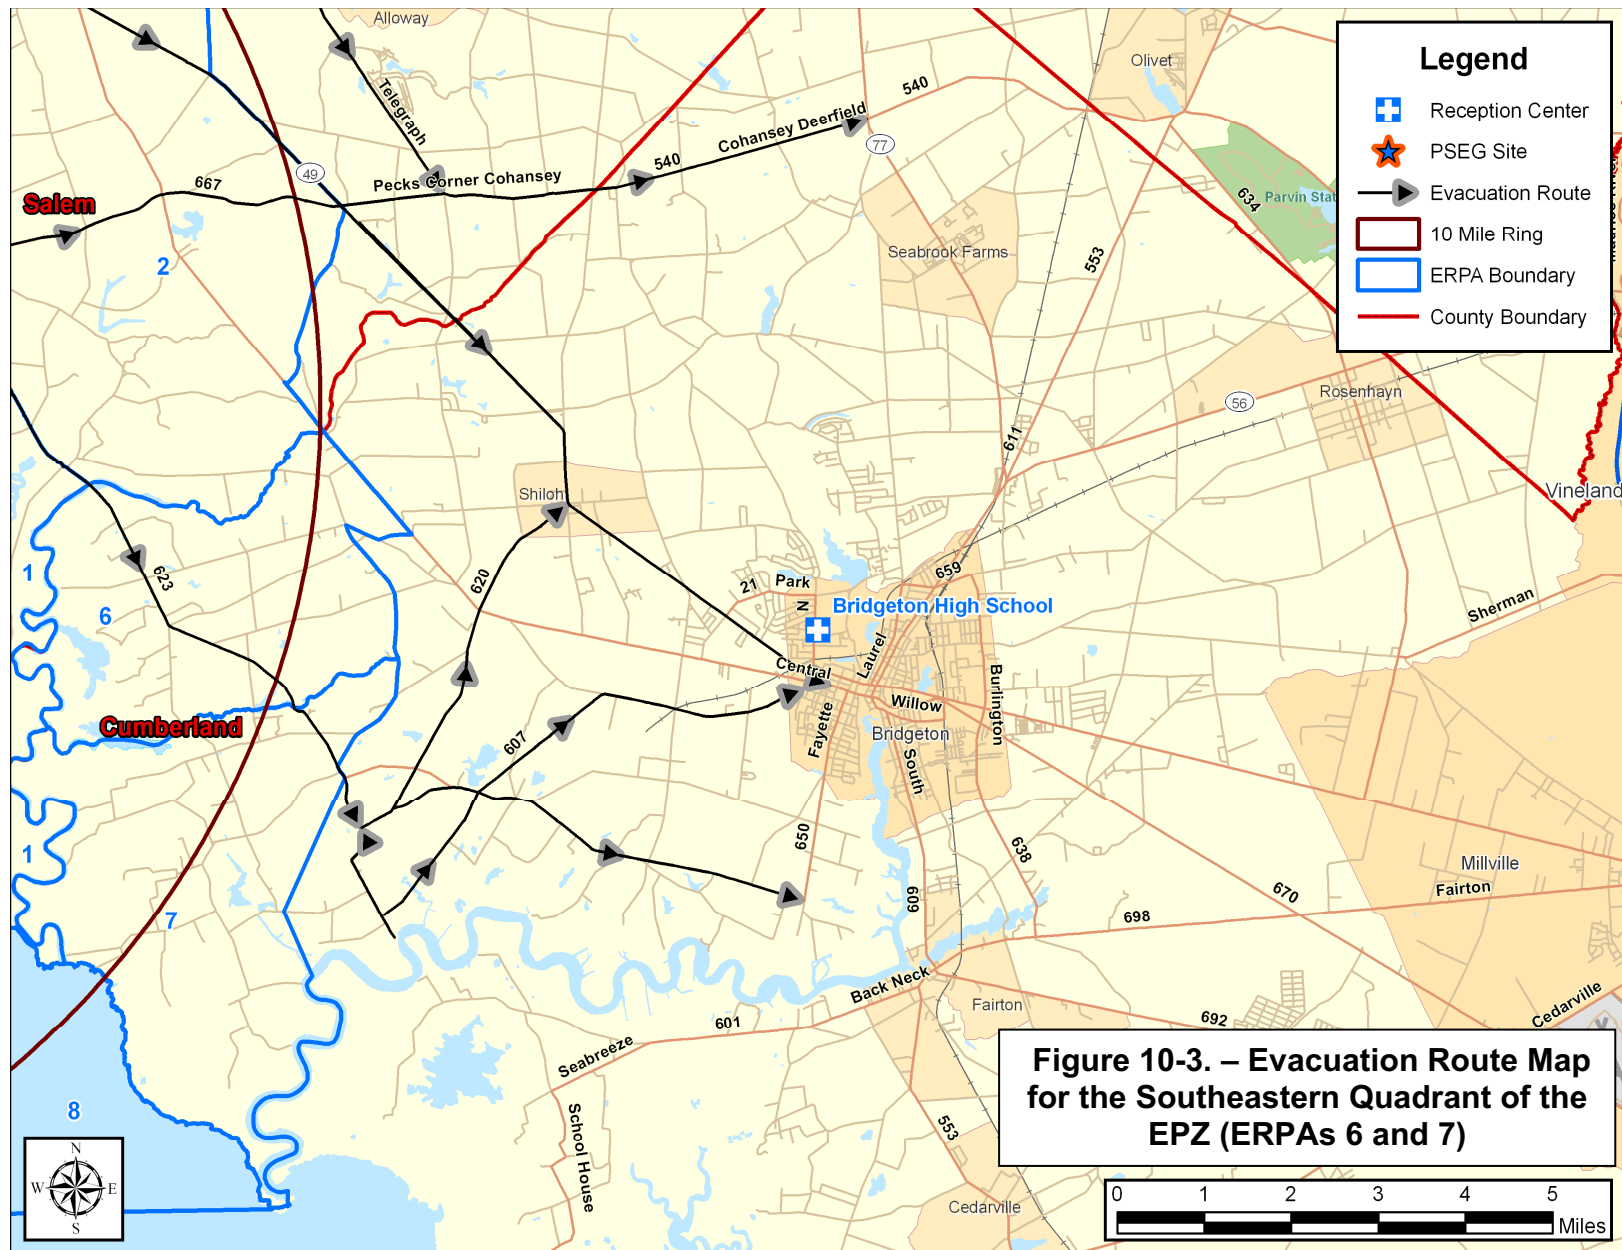 Alloway
Olivet
Legend
Reception Center
PSEG Site
Evacuation Route
10 Mile Ring
ERPA Boundary
County Boundary
Telegraph
540
Cohansey Deerfield
77
540
49
Pecks Corner Cohansey
667
Salem
634
Parvin Stat
2
Seabrook Farms
553
Rosenhayn
56
611
Vineland
Shiloh
1
623
620
659
21
Park
N
Bridgeton High School
6
Sherman
Laurel
Central
Burlington
Willow
Cumberland
Fayette
Bridgeton
607
South
650
638
1
Millville
Fairton
670
609
698
7
Back Neck
Fairton
Cedarville
692
601
Seabreeze
Figure 10-3. – Evacuation Route Map
for the Southeastern Quadrant of the
EPZ (ERPAs 6 and 7)
8
School House
553
N
W E
S
Cedarville
0 1 2 3 4 5
Miles